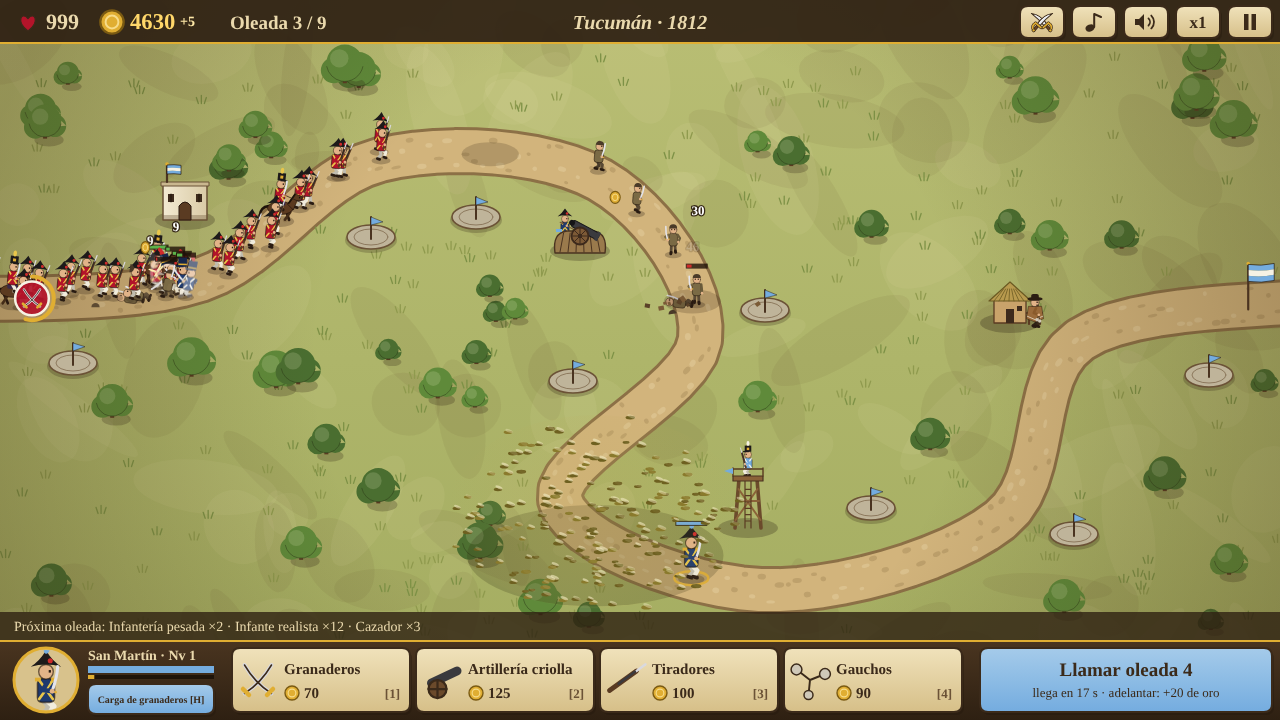 999
4630 +5
Oleada 3 / 9
Tucumán · 1812
x1
30
9
9
Próxima oleada: Infantería pesada ×2 · Infante realista ×12 · Cazador ×3
San Martín · Nv 1
Carga de granaderos [H]
Granaderos
70
[1]
Artillería criolla
125
[2]
Tiradores
100
[3]
Gauchos
90
[4]
Llamar oleada 4
llega en 17 s · adelantar: +20 de oro